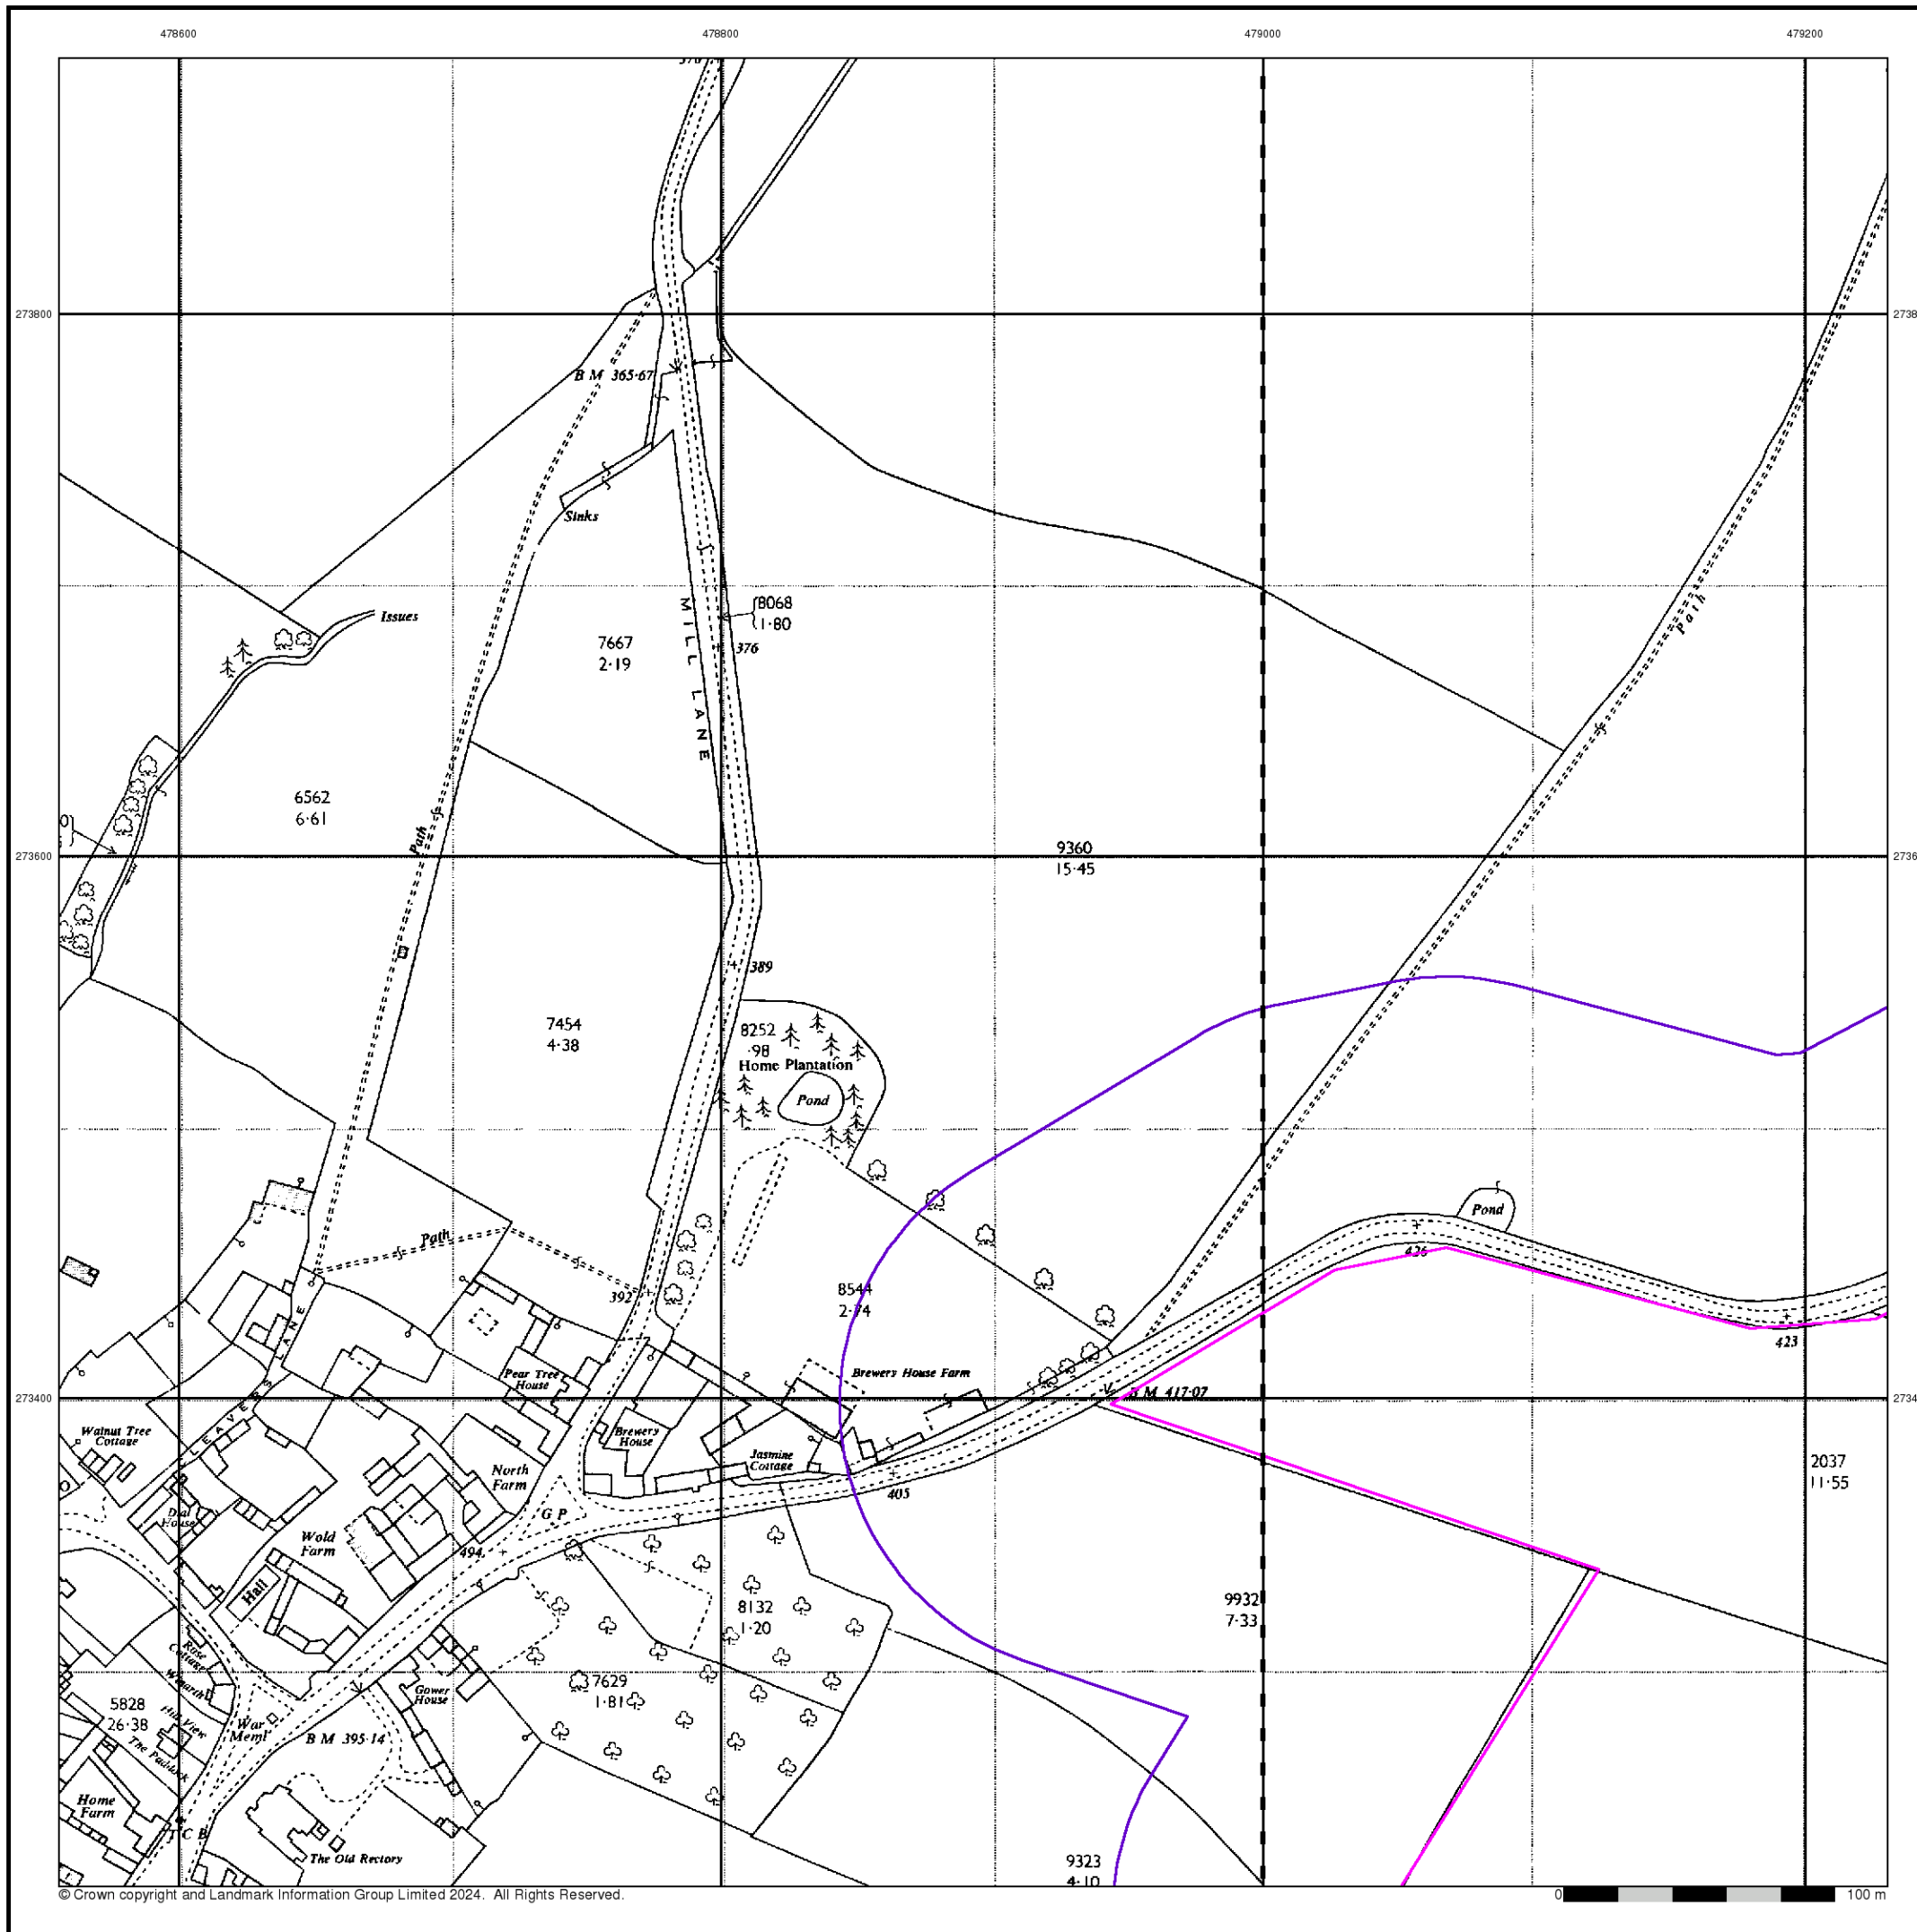 478600
478800
479000
479200
273800
B M 365·67
Sinks
Issues
7667
2·19
8068
1·80
376
MILL LANE
Path
6562
6·61
Path
273600
9360
15·45
389
7454
4·38
8252
·98
Home Plantation
Pond
Path
392
8544
2·74
Pond
426
423
LEAVERS LANE
Pear Tree
House
Brewery House Farm
B M 417·07
273400
Walnut Tree
Cottage
Brewery
House
Jasmine
Cottage
North
Farm
405
2037
11·55
Dial
House
G P
Wold
Farm
494
Hall
8132
1·20
9932
7·33
Rose
Cottage
Gower
House
7629
1·81
5828
26·38
War
Meml
B M 395·14
Hill View
The Paddock
Home
Farm
T C B
The Old Rectory
9323
4·10
© Crown copyright and Landmark Information Group Limited 2024. All Rights Reserved.
0
100 m